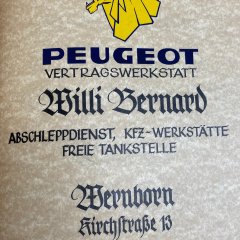 PEUGEOT
VERTRAGSWERKSTATT
Willi Bernard
ABSCHLEPPDIENST, KFZ-WERKSTÄTTE
FREIE TANKSTELLE
Wernborn
Kirchstraße 13